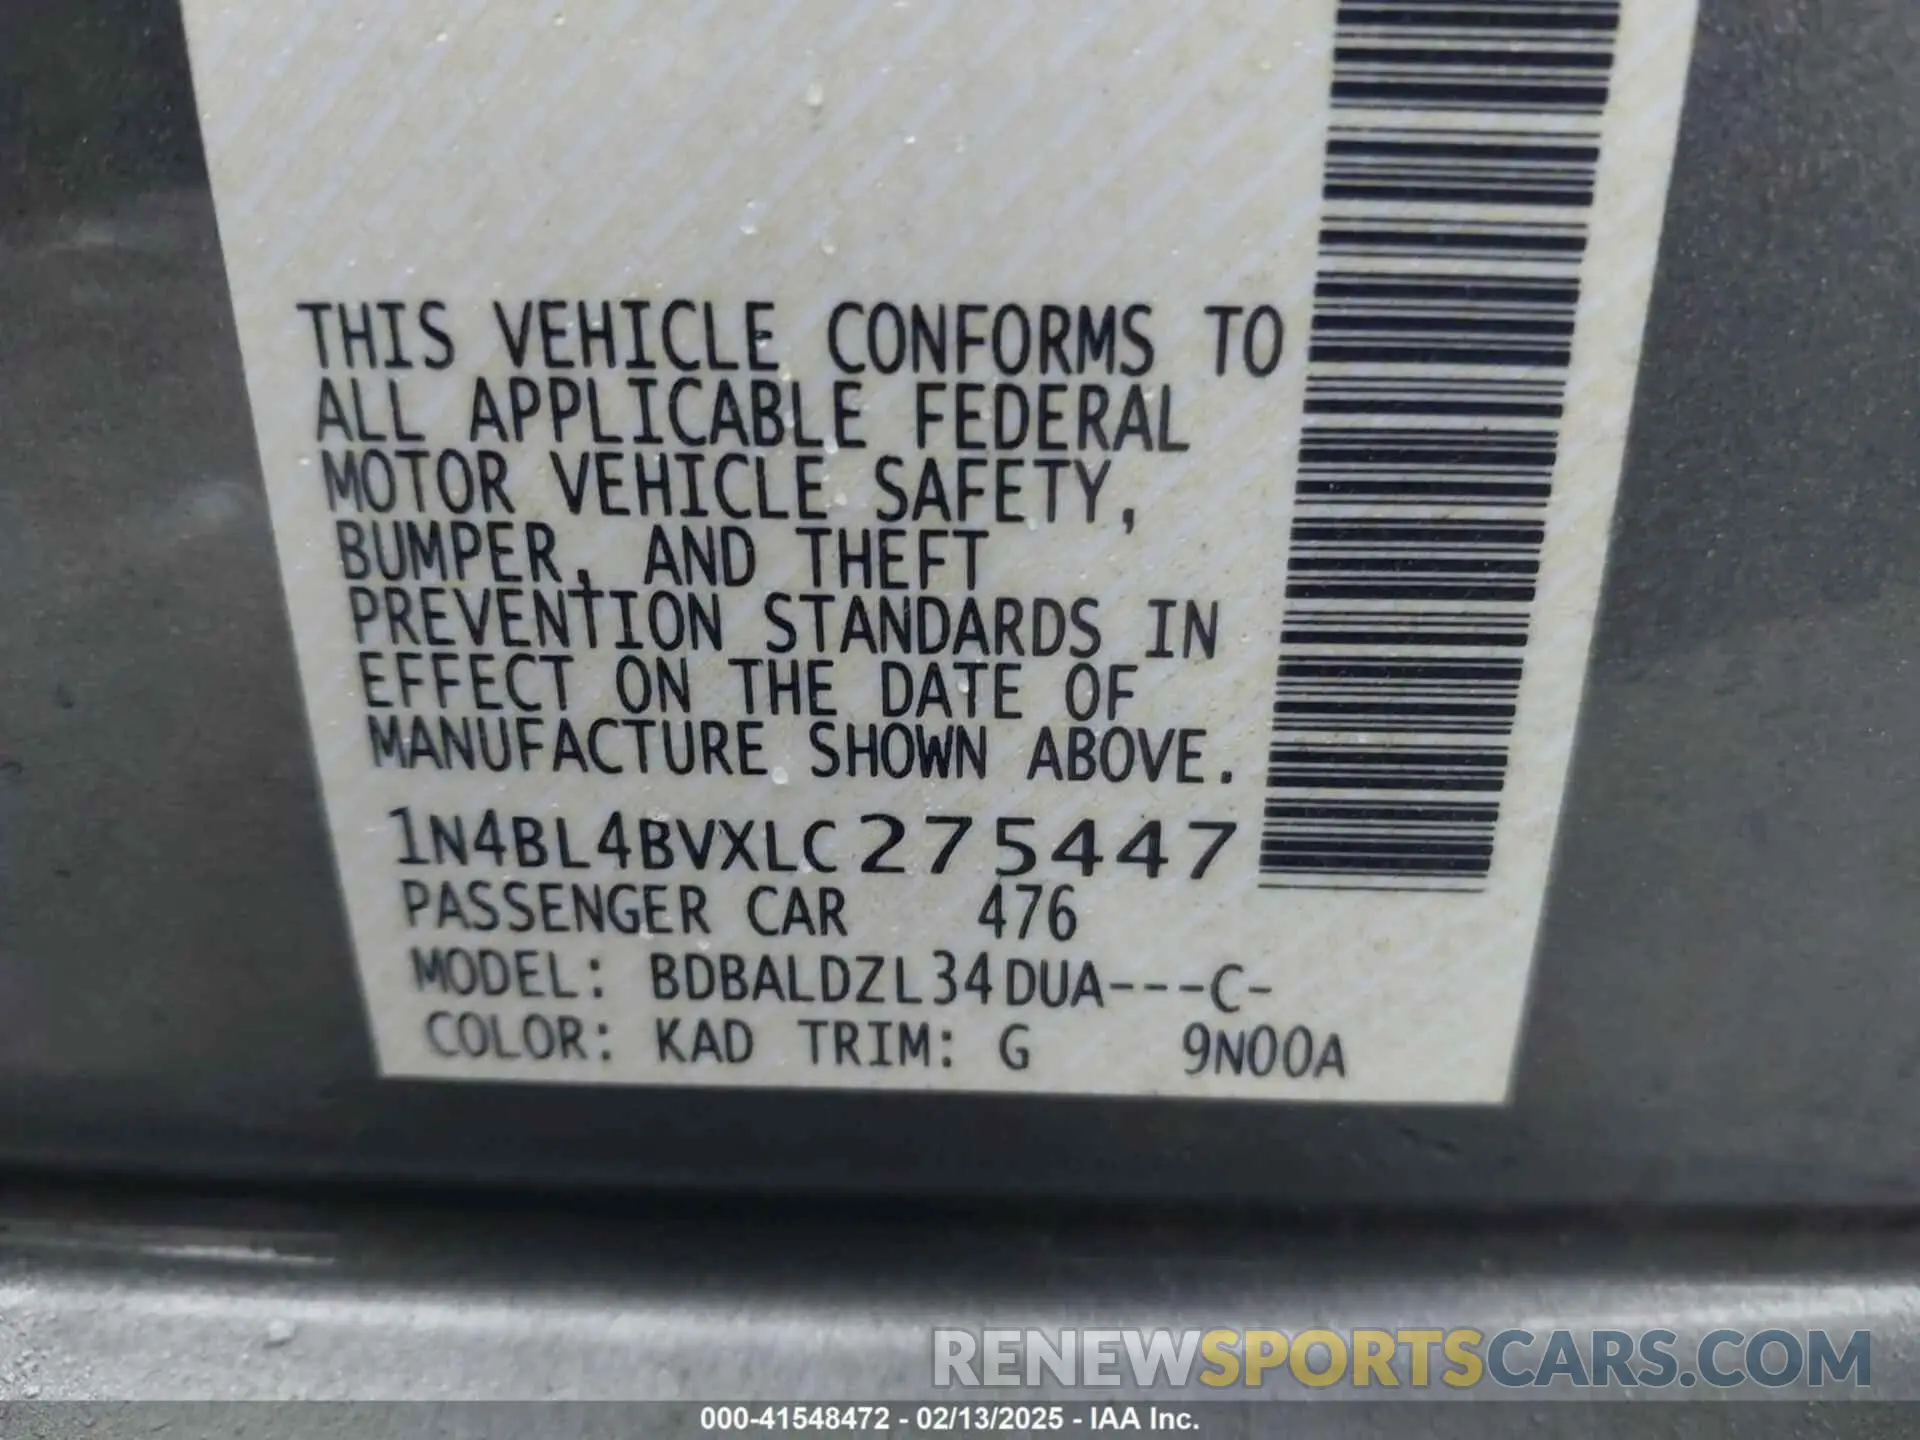 THIS VEHICLE CONFORMS TO
ALL APPLICABLE FEDERAL
MOTOR VEHICLE SAFETY,
BUMPER, AND THEFT
PREVENTION STANDARDS IN
EFFECT ON THE DATE OF
MANUFACTURE SHOWN ABOVE.
1N4BL4BVXLC275447
PASSENGER CAR 476
MODEL: BDBALDZL34DUA---C-
COLOR: KAD TRIM: G 9N00A
RENEWSPORTSCARS.COM
000-41548472 - 02/13/2025 - IAA Inc.